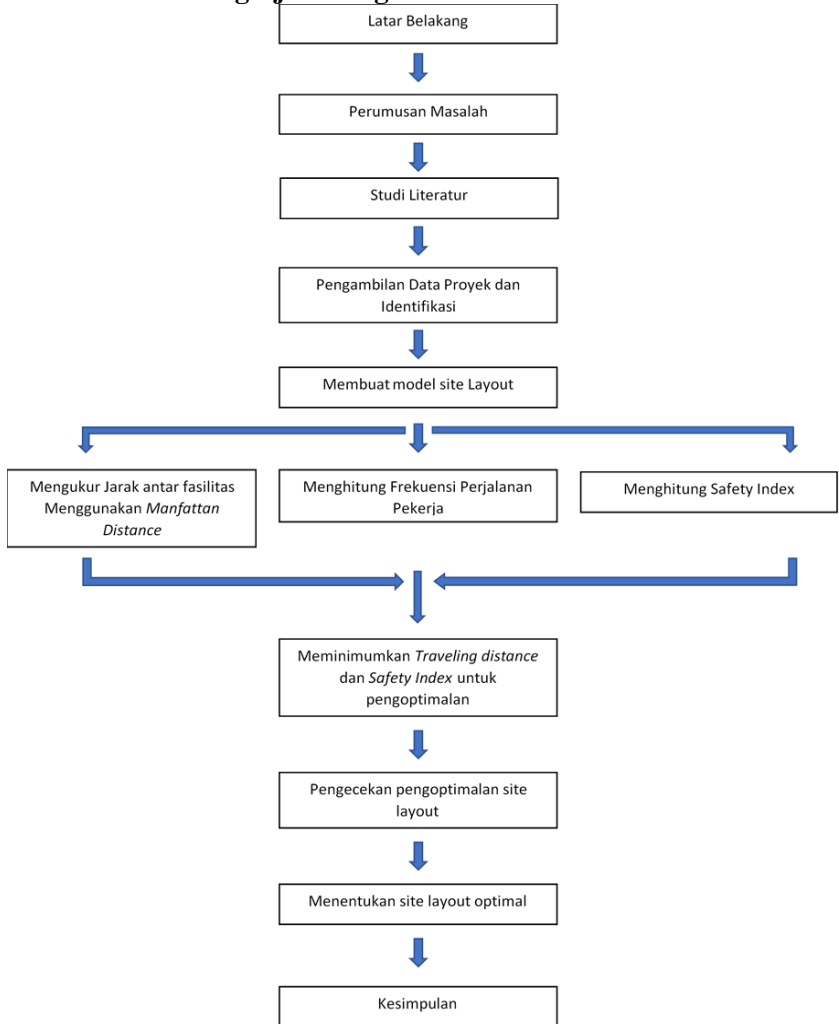 Latar Belakang
Perumusan Masalah
Studi Literatur
Pengambilan Data Proyek dan
Identifikasi
Membuat model site Layout
Mengukur Jarak antar fasilitas
Menggunakan Manfattan
Distance
Menghitung Frekuensi Perjalanan
Pekerja
Menghitung Safety Index
Meminimumkan Traveling distance
dan Safety Index untuk
pengoptimalan
Pengecekan pengoptimalan site
layout
Menentukan site layout optimal
Kesimpulan